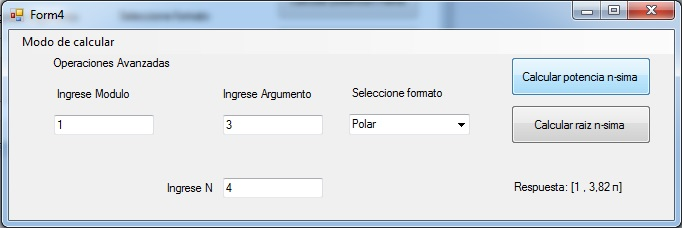 Form4
Modo de calcular
Operaciones Avanzadas
Ingrese Modulo
Ingrese Argumento
Seleccione formato
Calcular potencia n-sima
1
3
Polar
Calcular raiz n-sima
Ingrese N
4
Respuesta: [1 , 3,82 π]